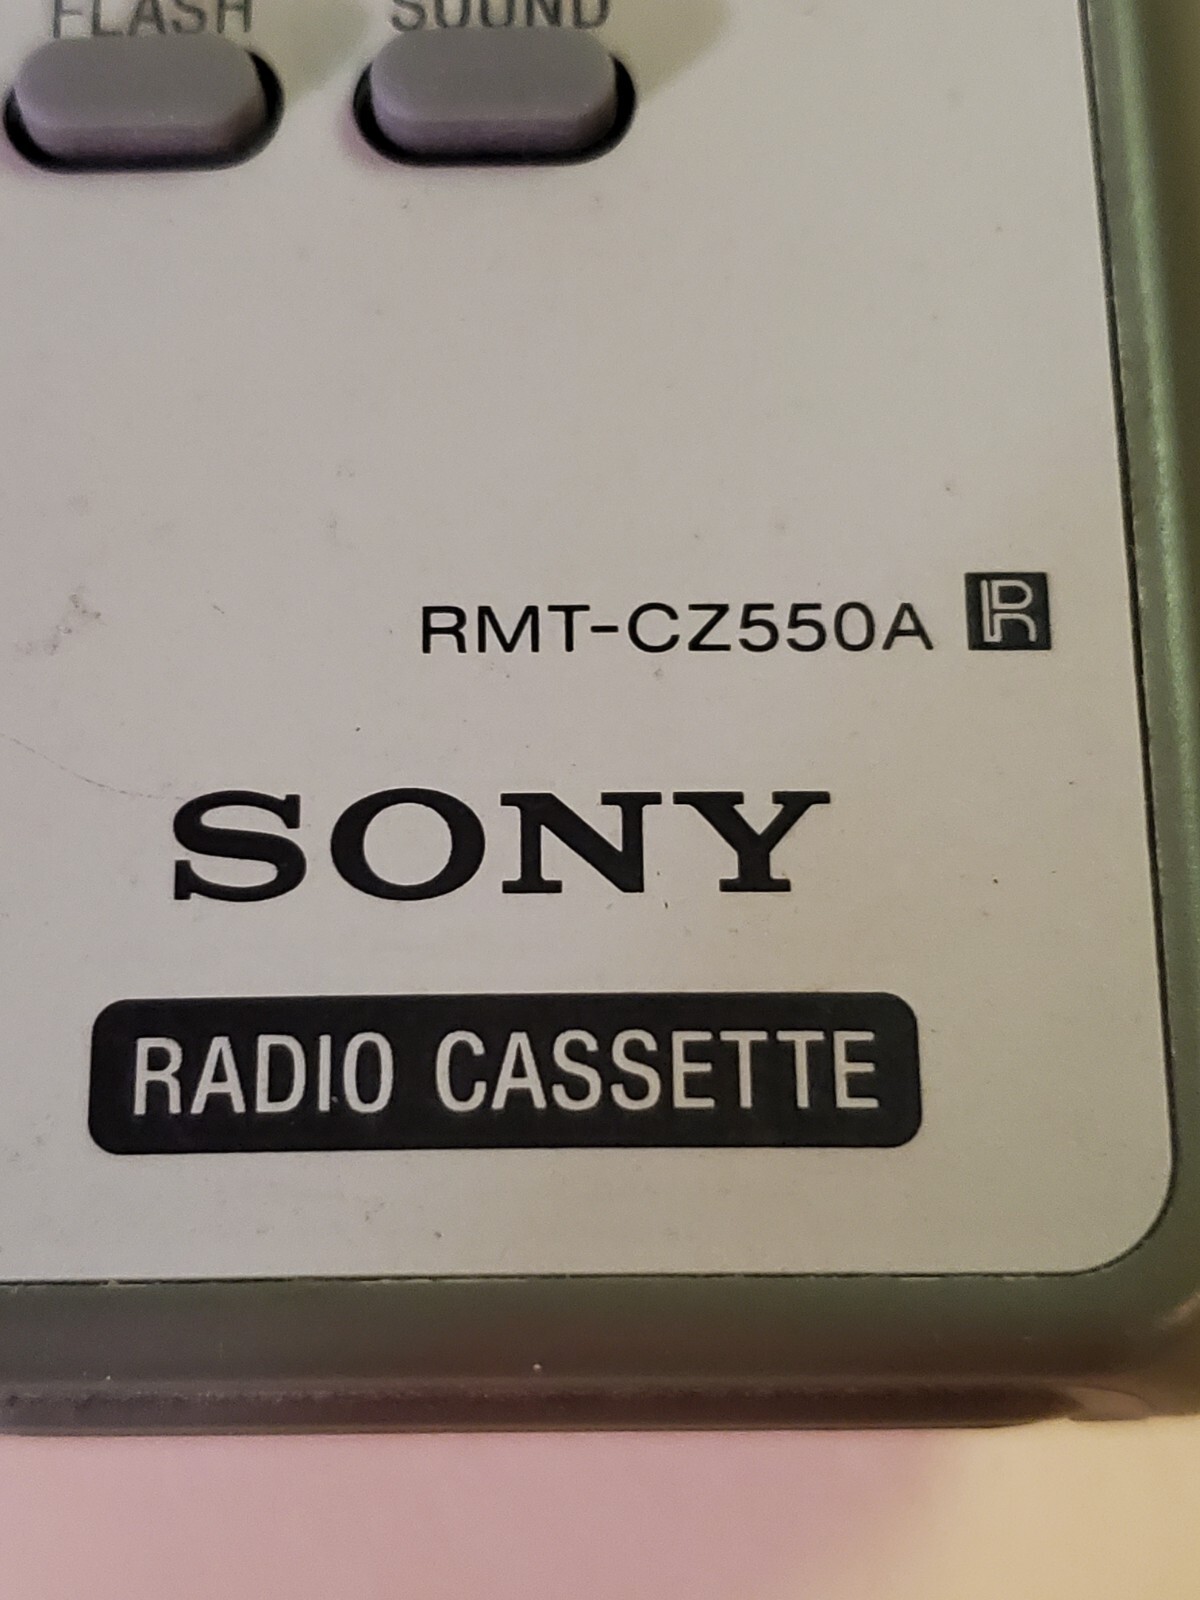 FLASH SOUND
RMT-CZ550A R
SONY
RADIO CASSETTE